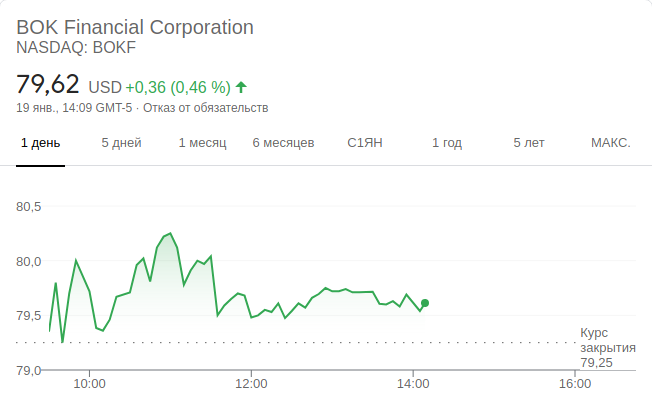 BOK Financial Corporation
NASDAQ: BOKF
79,62 USD +0,36 (0,46 %)
19 янв., 14:09 GMT-5 · Отказ от обязательств
1 день 5 дней 1 месяц 6 месяцев С1ЯН 1 год 5 лет МАКС.
80,5
80,0
79,5
79,0
Курс
закрытия
79,25
10:00 12:00 14:00 16:00